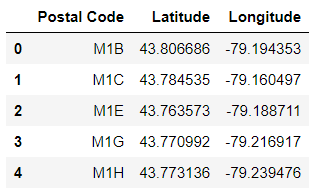 Postal Code Latitude Longitude
0 M1B 43.806686 -79.194353
1 M1C 43.784535 -79.160497
2 M1E 43.763573 -79.188711
3 M1G 43.770992 -79.216917
4 M1H 43.773136 -79.239476